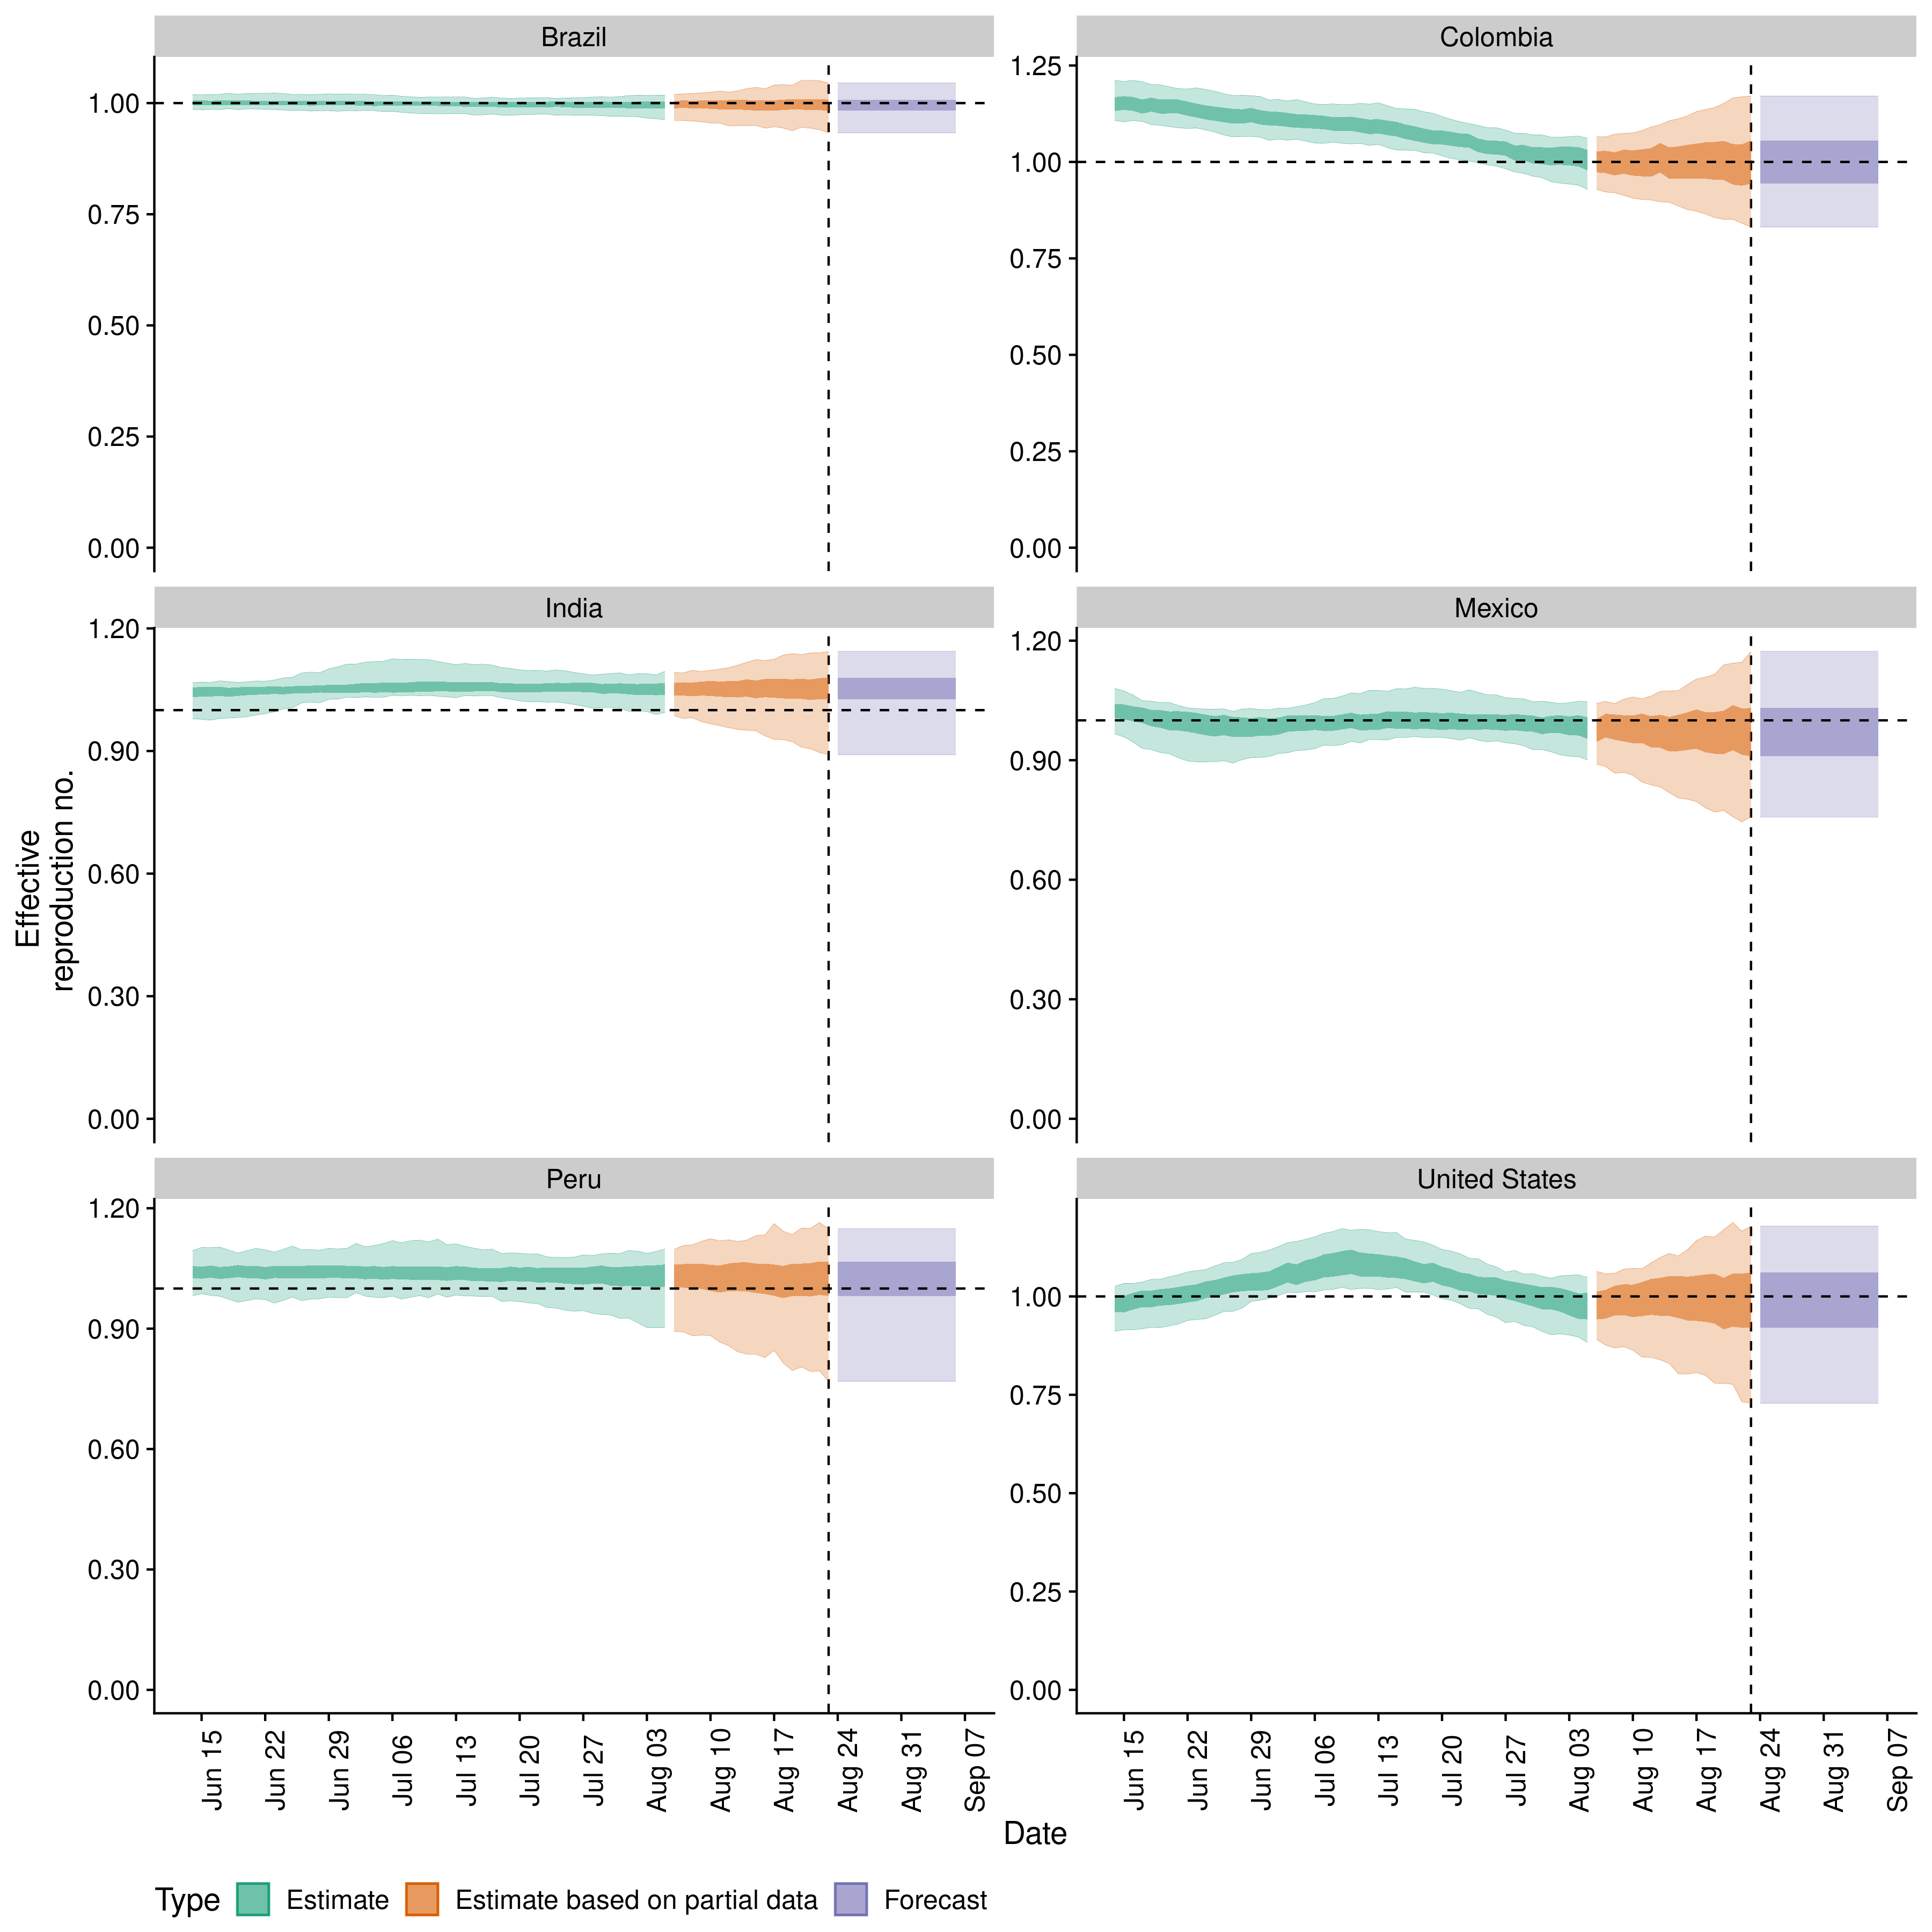 Brazil
Colombia
1.00
0.75
0.50
0.25
0.00
1.25
1.00
0.75
0.50
0.25
0.00
India
Mexico
1.20
0.90
0.60
0.30
0.00
1.20
0.90
0.60
0.30
0.00
Effective
reproduction no.
Peru
United States
1.20
0.90
0.60
0.30
0.00
1.00
0.75
0.50
0.25
0.00
Jun 15
Jun 22
Jun 29
Jul 06
Jul 13
Jul 20
Jul 27
Aug 03
Aug 10
Aug 17
Aug 24
Aug 31
Sep 07
Jun 15
Jun 22
Jun 29
Jul 06
Jul 13
Jul 20
Jul 27
Aug 03
Aug 10
Aug 17
Aug 24
Aug 31
Sep 07
Date
Type Estimate Estimate based on partial data Forecast